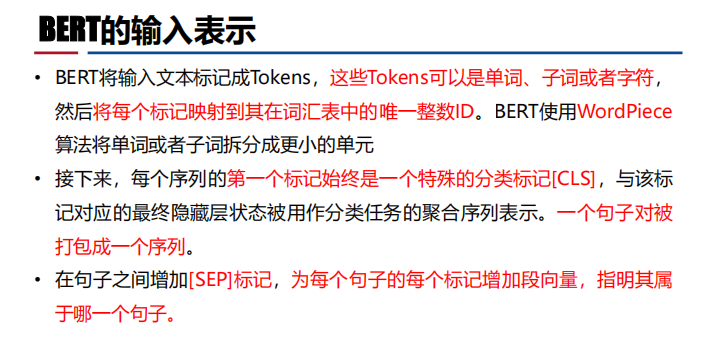 BERT的输入表示
• BERT将输入文本标记成Tokens，这些Tokens可以是单词、子词或者字符，
然后将每个标记映射到其在词汇表中的唯一整数ID。BERT使用WordPiece
算法将单词或者子词拆分成更小的单元
• 接下来，每个序列的第一个标记始终是一个特殊的分类标记[CLS]，与该标
记对应的最终隐藏层状态被用作分类任务的聚合序列表示。一个句子对被
打包成一个序列。
• 在句子之间增加[SEP]标记，为每个句子的每个标记增加段向量，指明其属
于哪一个句子。